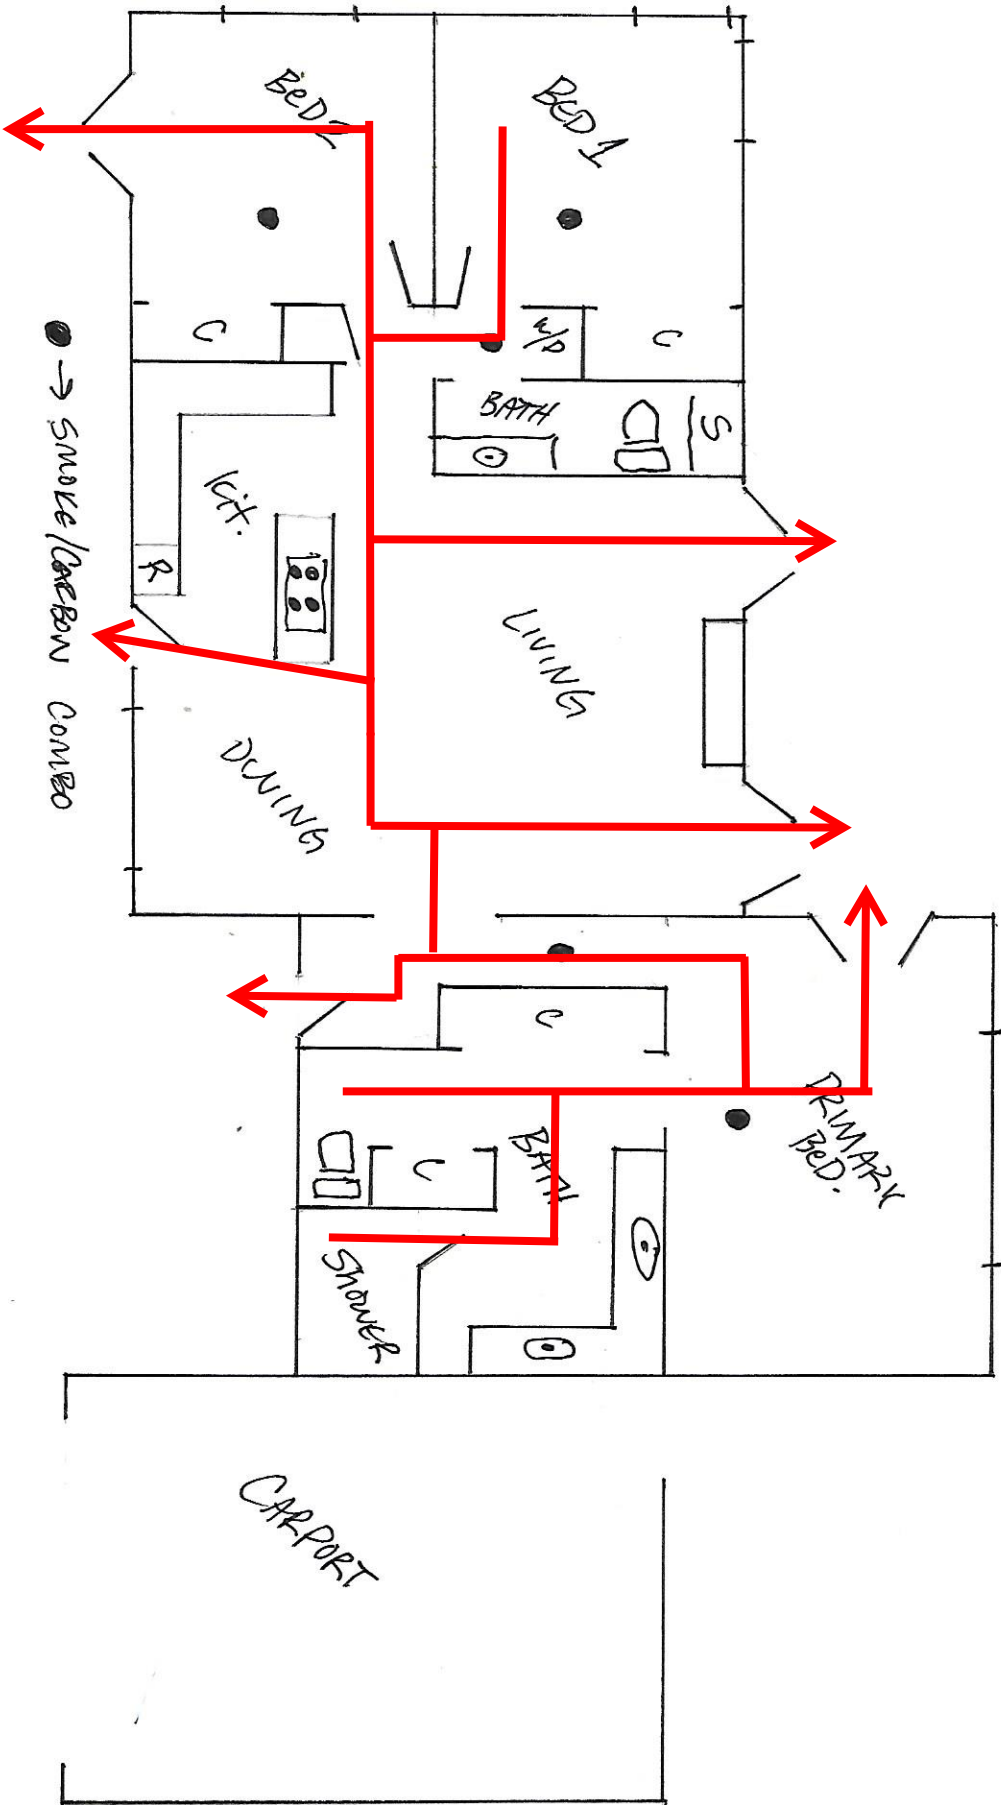 BED 2
BED 1
C
W/D
C
BATH
S
Kit.
R
● → SMOKE/CARBON COMBO
LIVING
DINING
C
PRIMARY
BED.
BATH
C
SHOWER
CARPORT